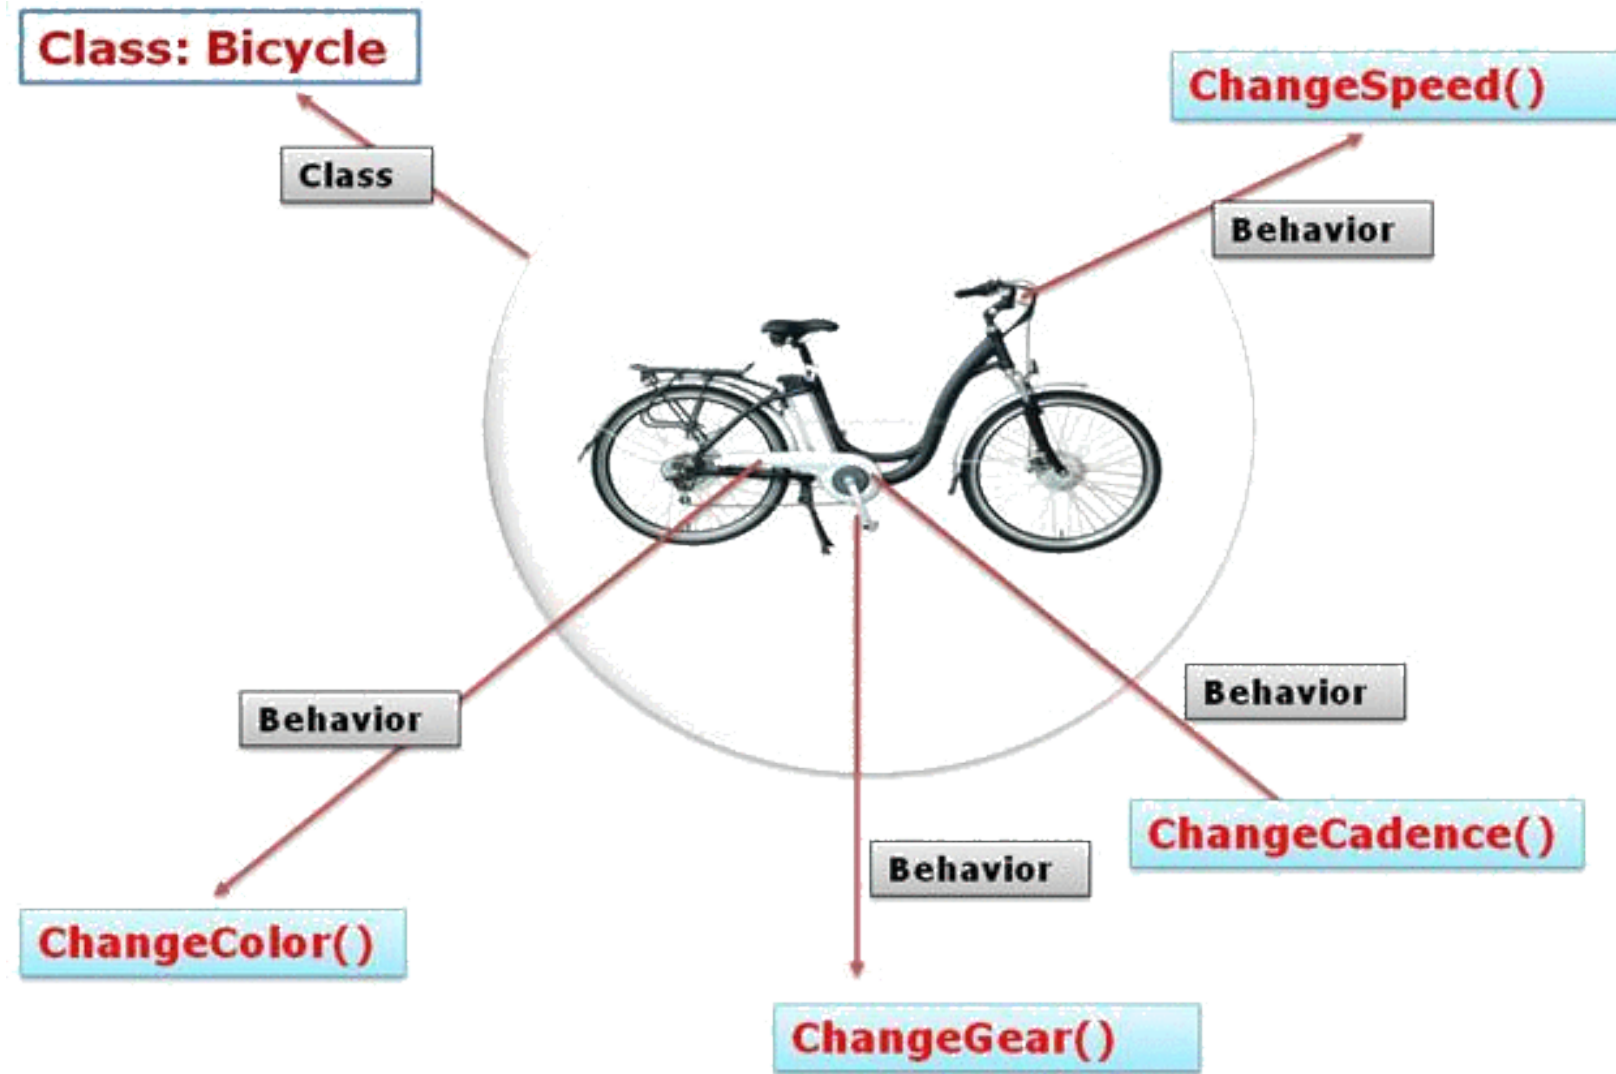 Class: Bicycle
ChangeSpeed()
Class
Behavior
Behavior
Behavior
ChangeCadence()
Behavior
ChangeColor()
ChangeGear()